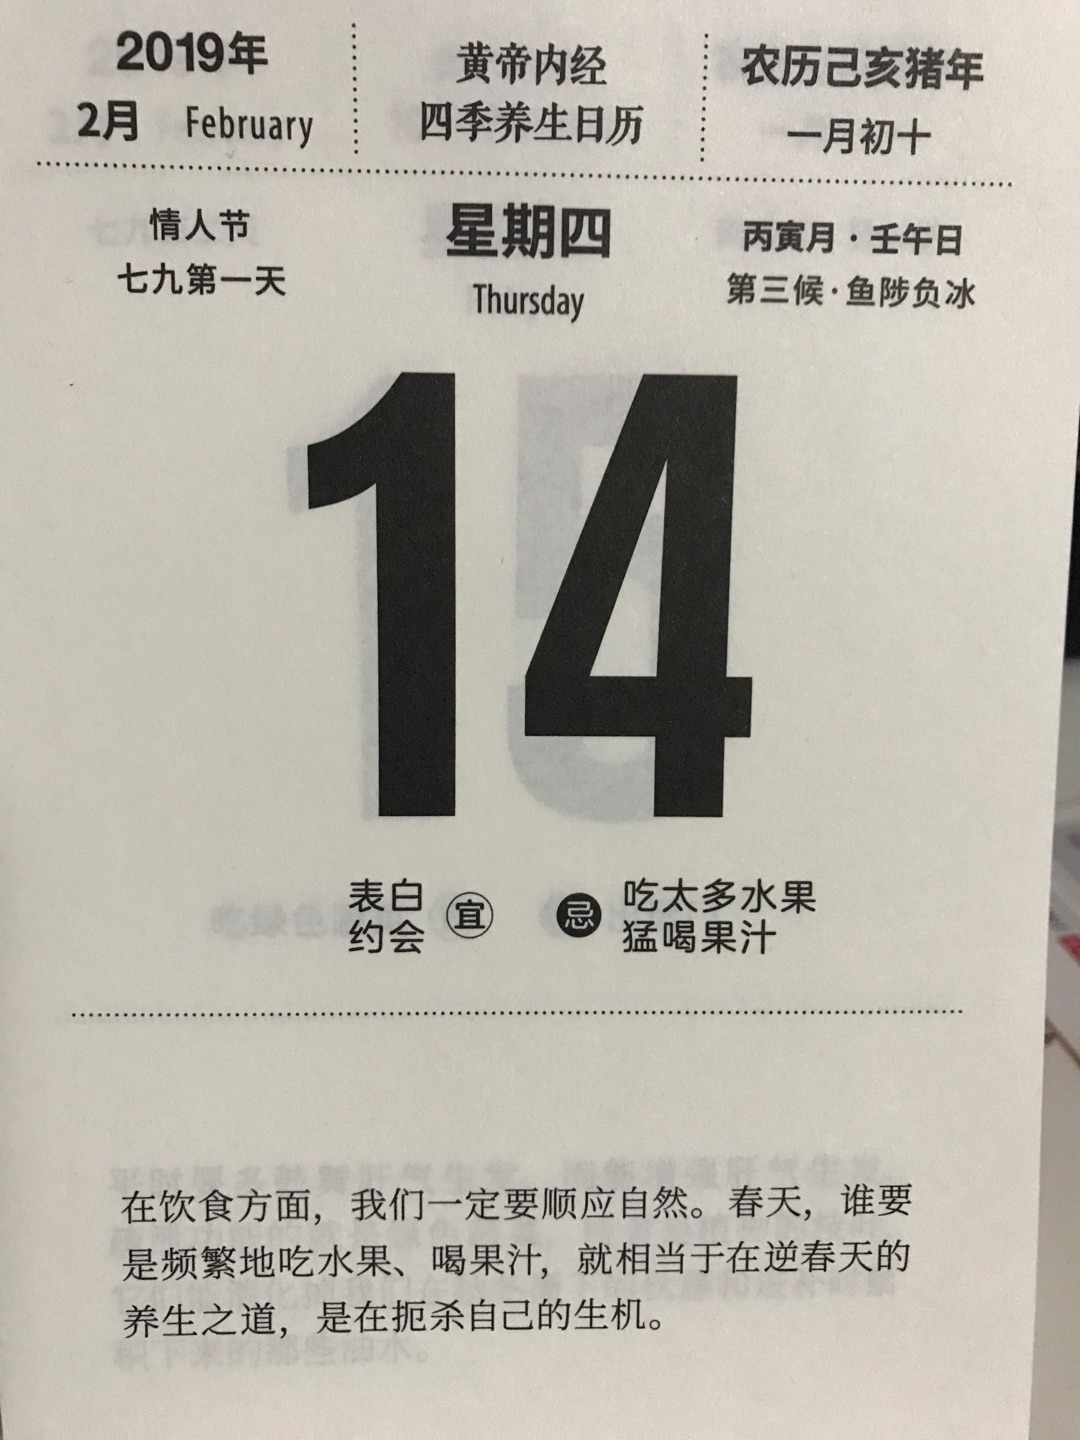 2019年
2月 February
黄帝内经
四季养生日历
农历己亥猪年
一月初十
情人节
七九第一天
星期四
Thursday
丙寅月·壬午日
第三候·鱼陟负冰
14
表白
约会
宜
忌
吃太多水果
猛喝果汁
在饮食方面，我们一定要顺应自然。春天，谁要
是频繁地吃水果、喝果汁，就相当于在逆春天的
养生之道，是在扼杀自己的生机。